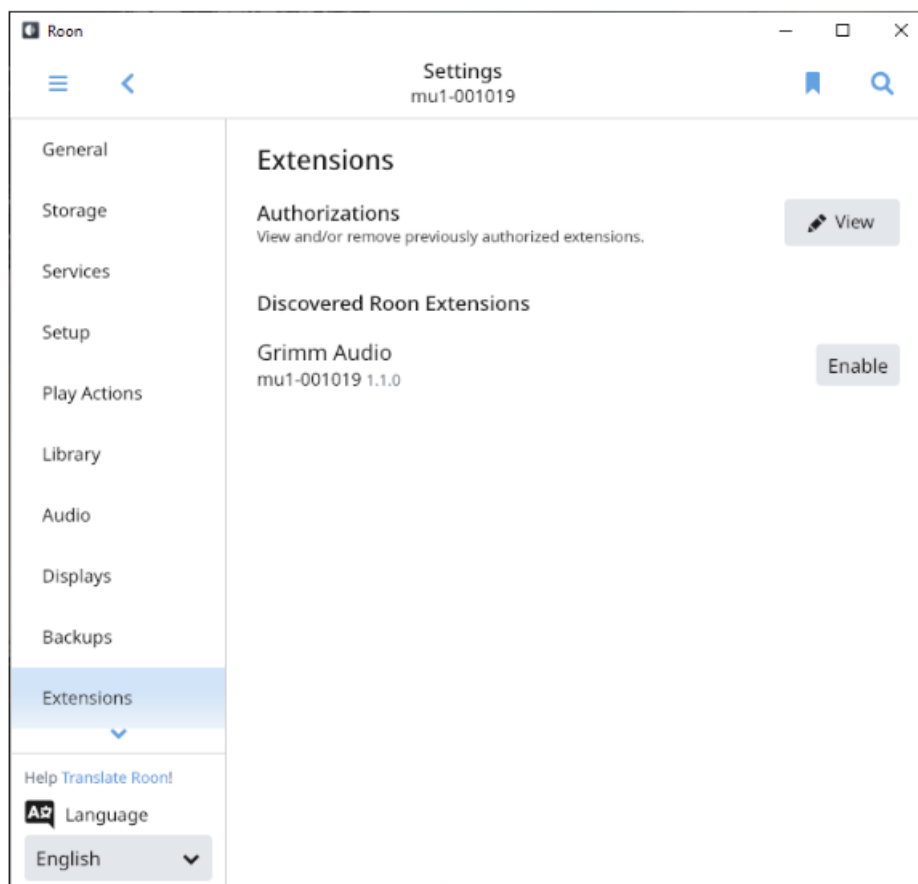 Roon
Settings
mu1-001019
General
Storage
Services
Setup
Play Actions
Library
Audio
Displays
Backups
Extensions
Help Translate Roon!
Language
English
Extensions
Authorizations
View and/or remove previously authorized extensions.
View
Discovered Roon Extensions
Grimm Audio
mu1-001019 1.1.0
Enable